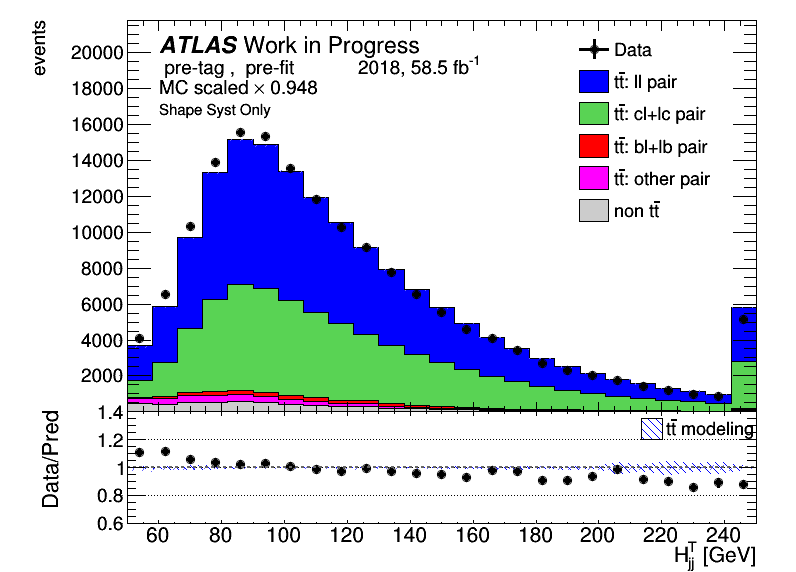 events
ATLAS Work in Progress
pre-tag , pre-fit 2018, 58.5 fb⁻¹
MC scaled × 0.948
Shape Syst Only
Data
tt̄: ll pair
tt̄: cl+lc pair
tt̄: bl+lb pair
tt̄: other pair
non tt̄
20000
18000
16000
14000
12000
10000
8000
6000
4000
2000
Data/Pred
1.4
1.2
1
0.8
0.6
tt̄ modeling
60 80 100 120 140 160 180 200 220 240
H_jj^T [GeV]